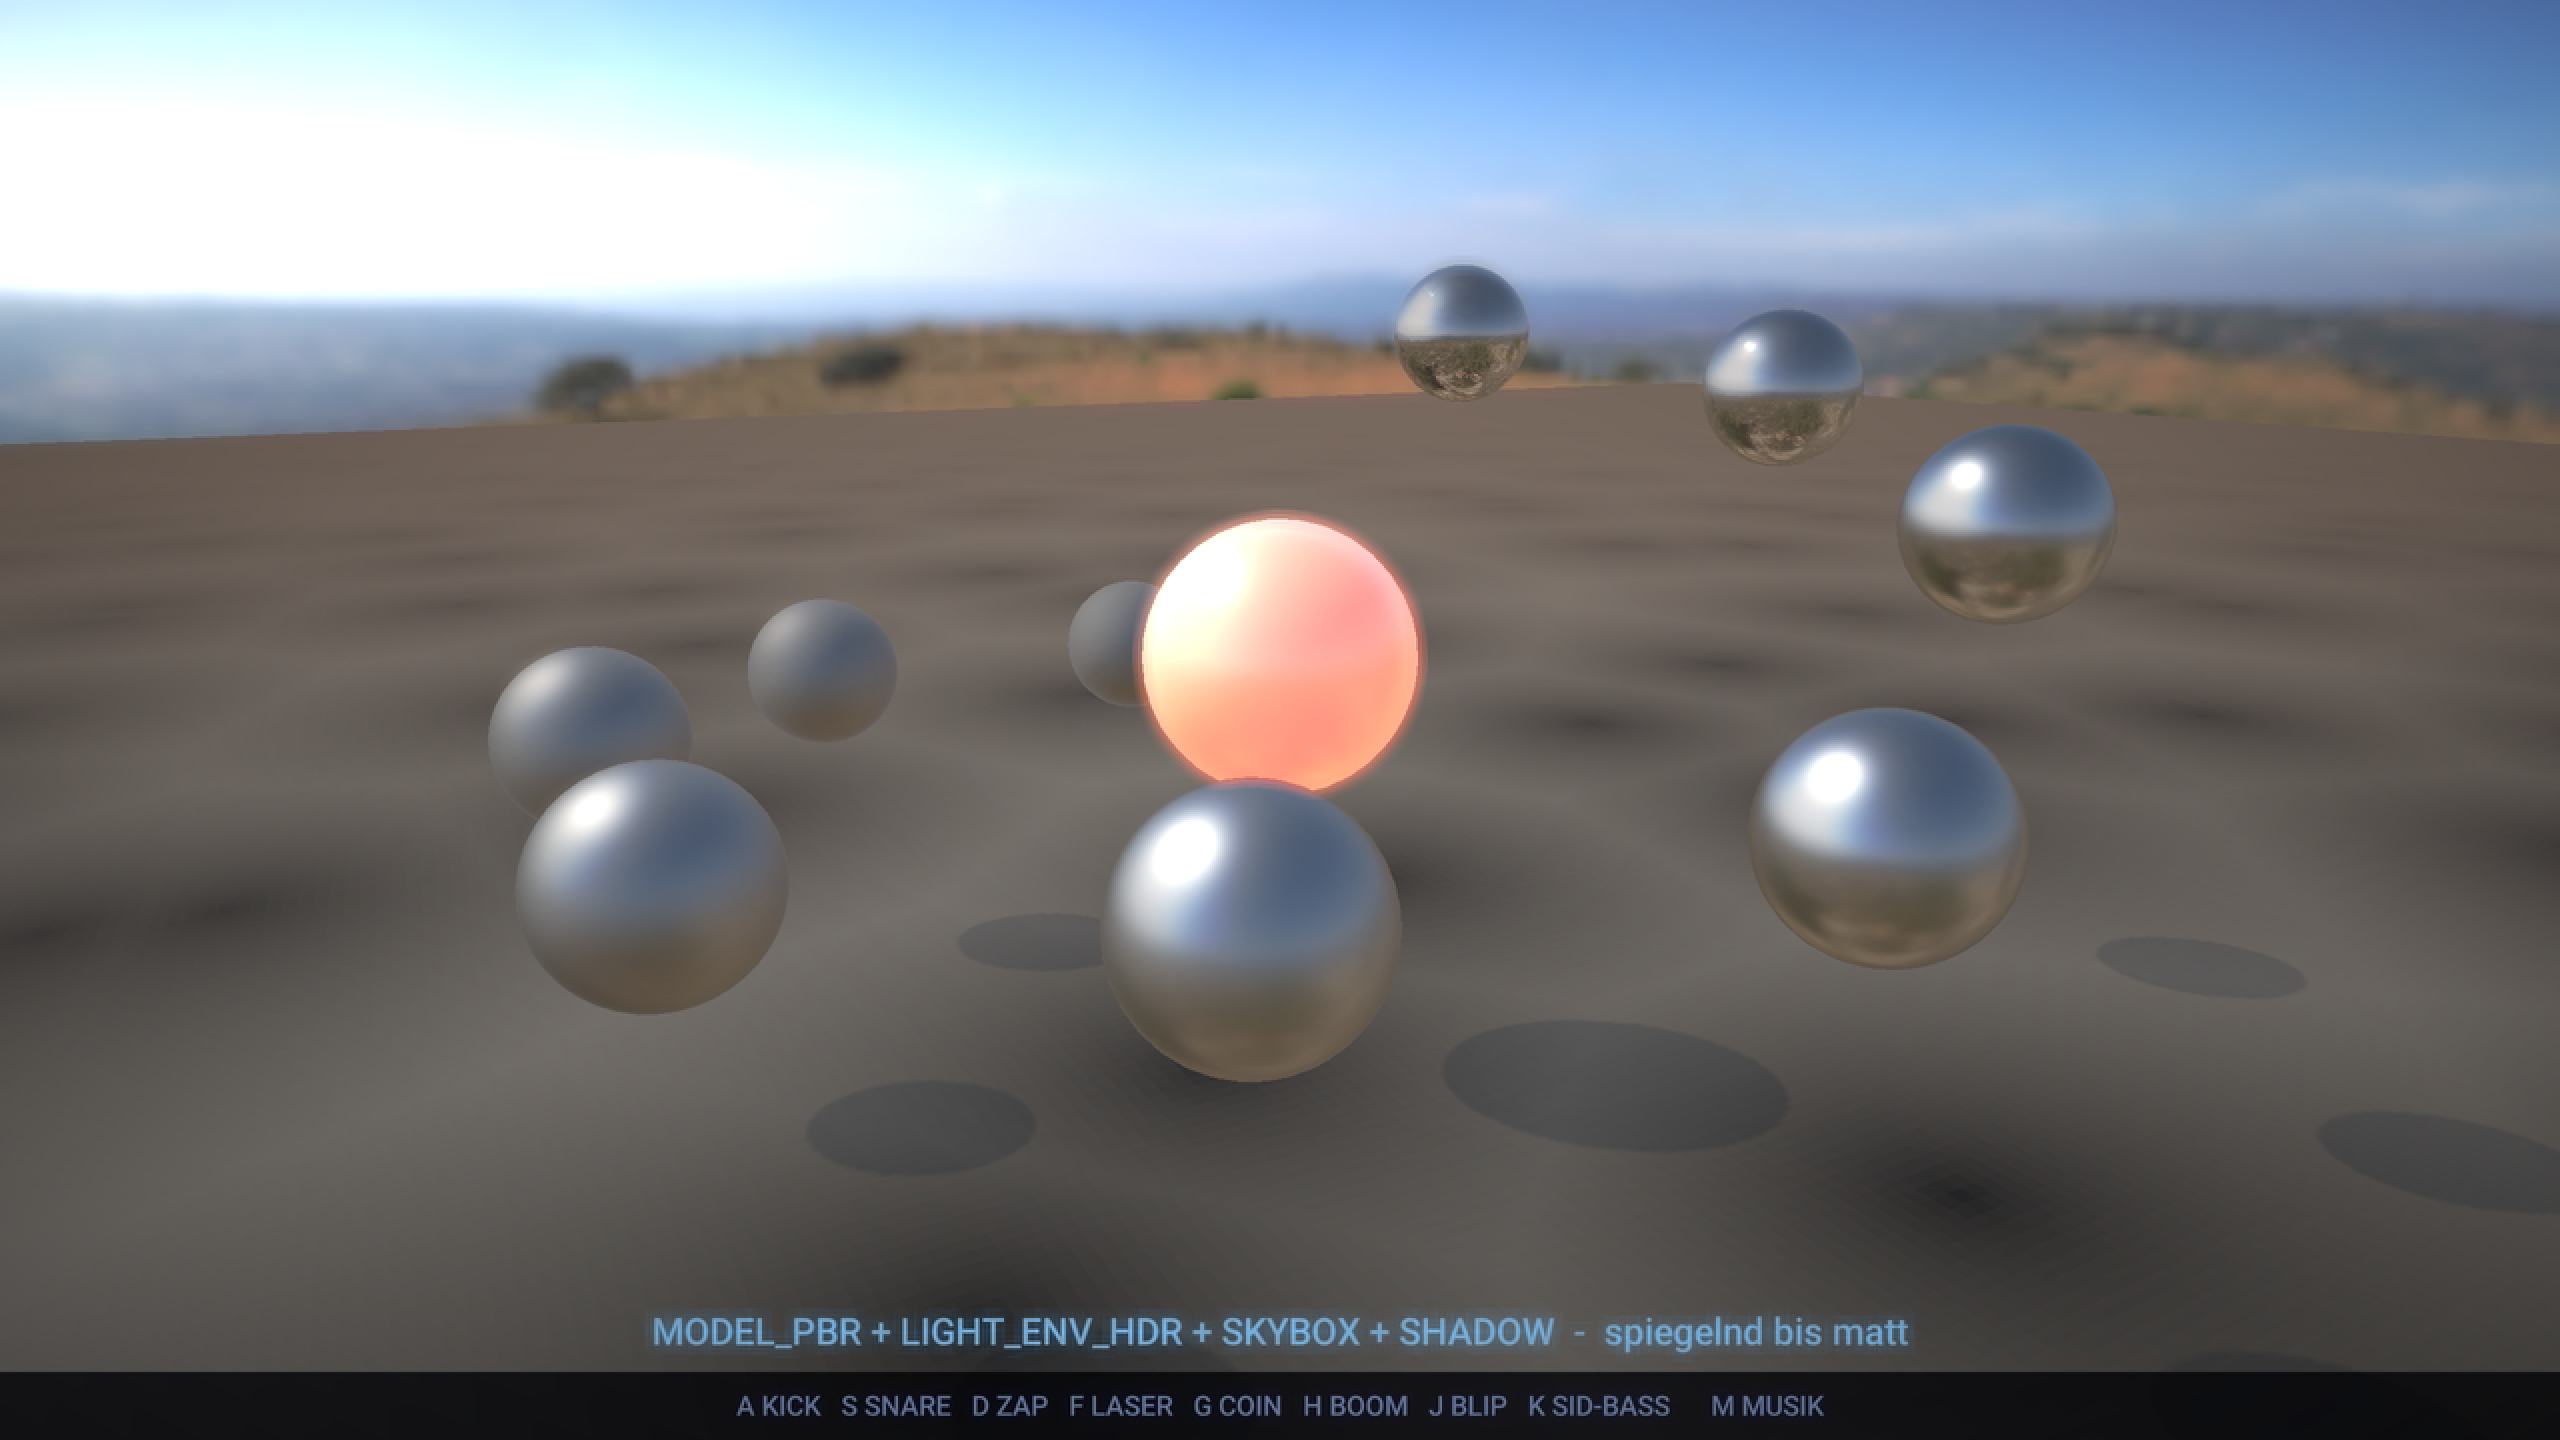 MODEL_PBR + LIGHT_ENV_HDR + SKYBOX + SHADOW - spiegelnd bis matt
A KICK S SNARE D ZAP F LASER G COIN H BOOM J BLIP K SID-BASS M MUSIK